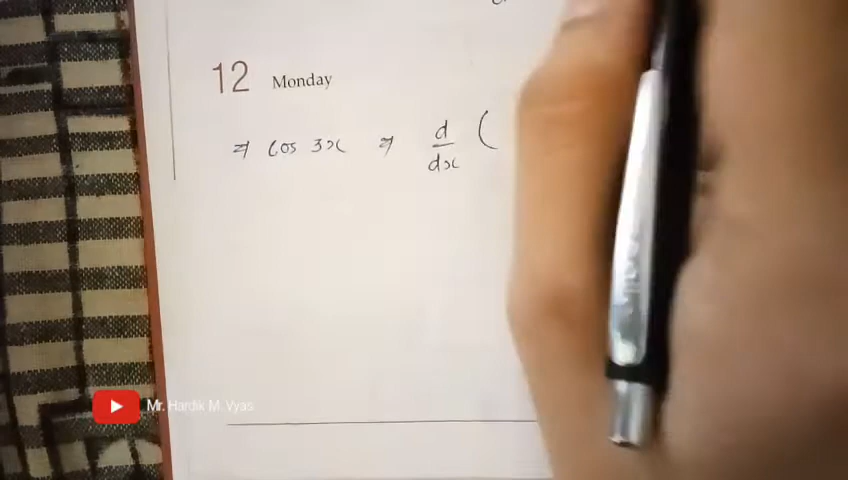 12 Monday
⇒ cos 3x ⇒ d/dx (
Mr. Hardik M. Vyas